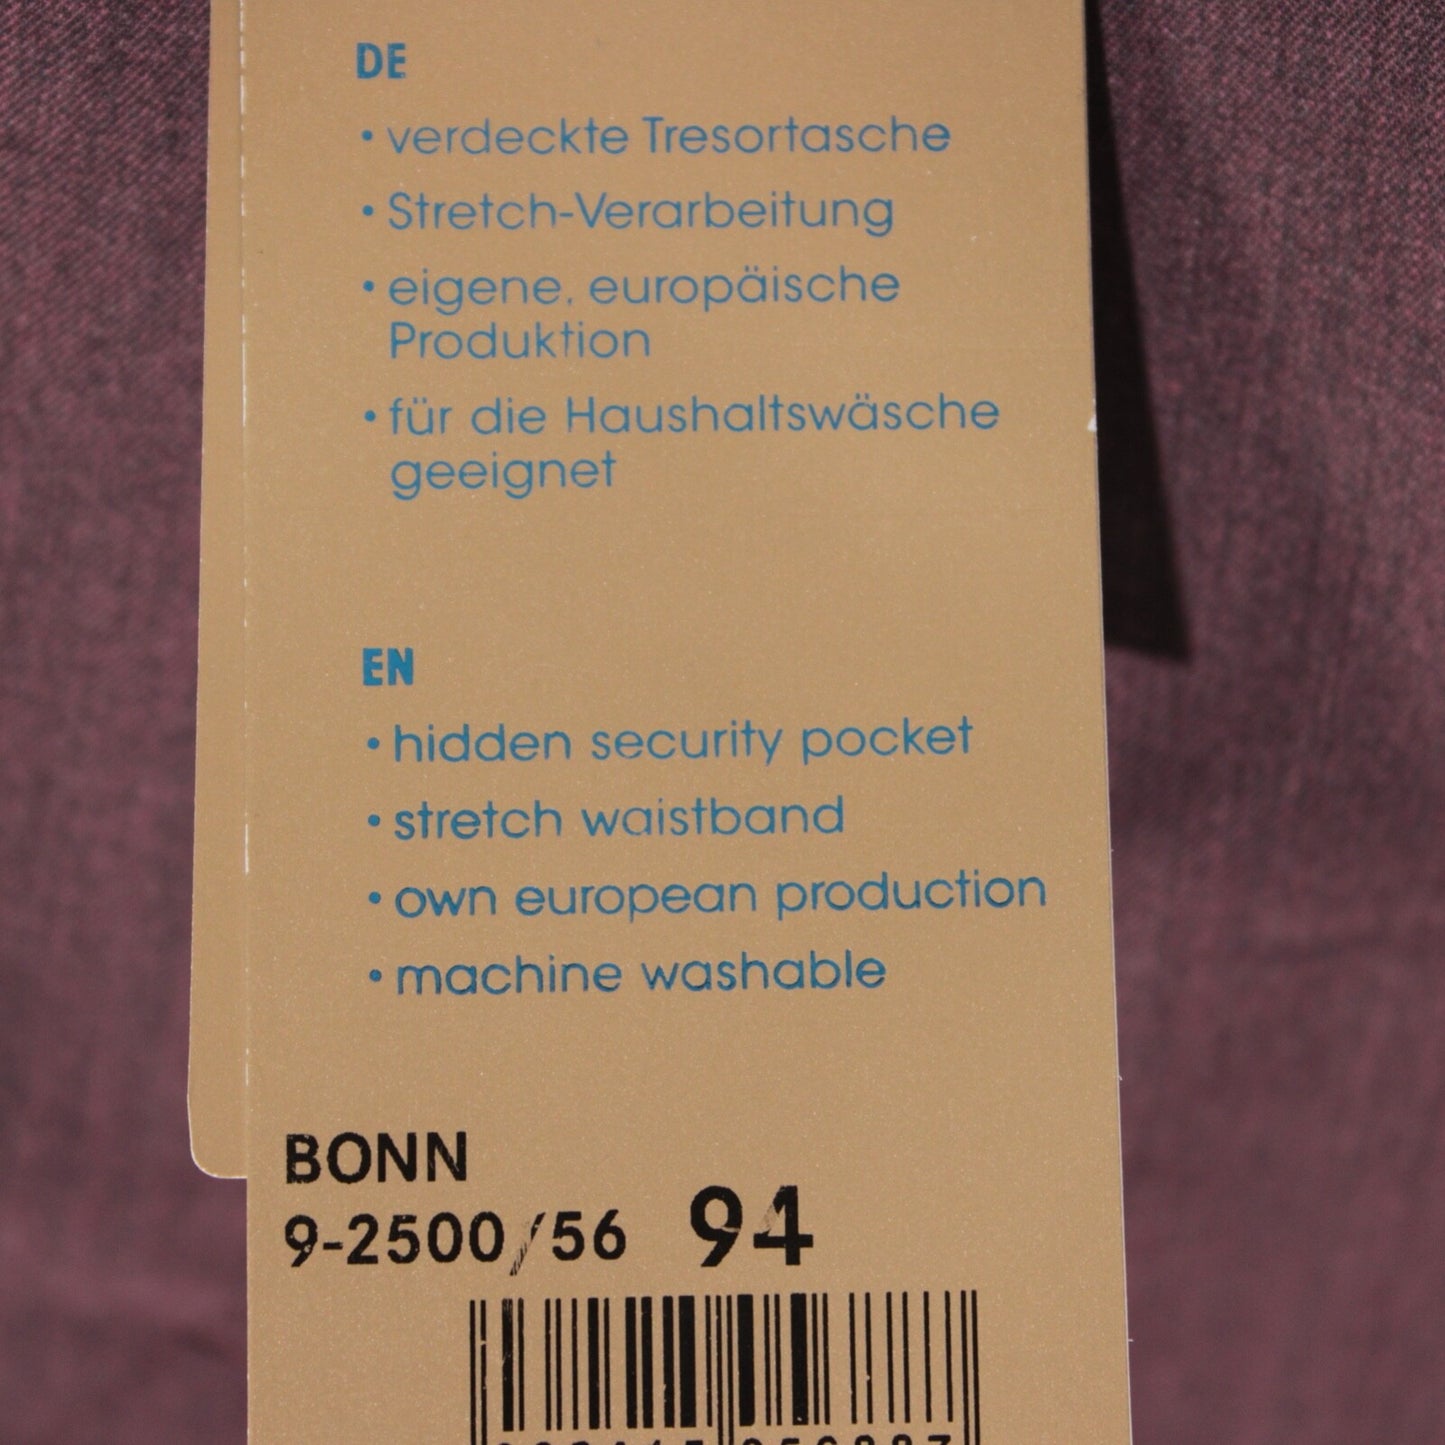 DE
• verdeckte Tresortasche
• Stretch-Verarbeitung
• eigene, europäische
Produktion
• für die Haushaltswäsche
geeignet
EN
• hidden security pocket
• stretch waistband
• own european production
• machine washable
BONN
9-2500/56 94